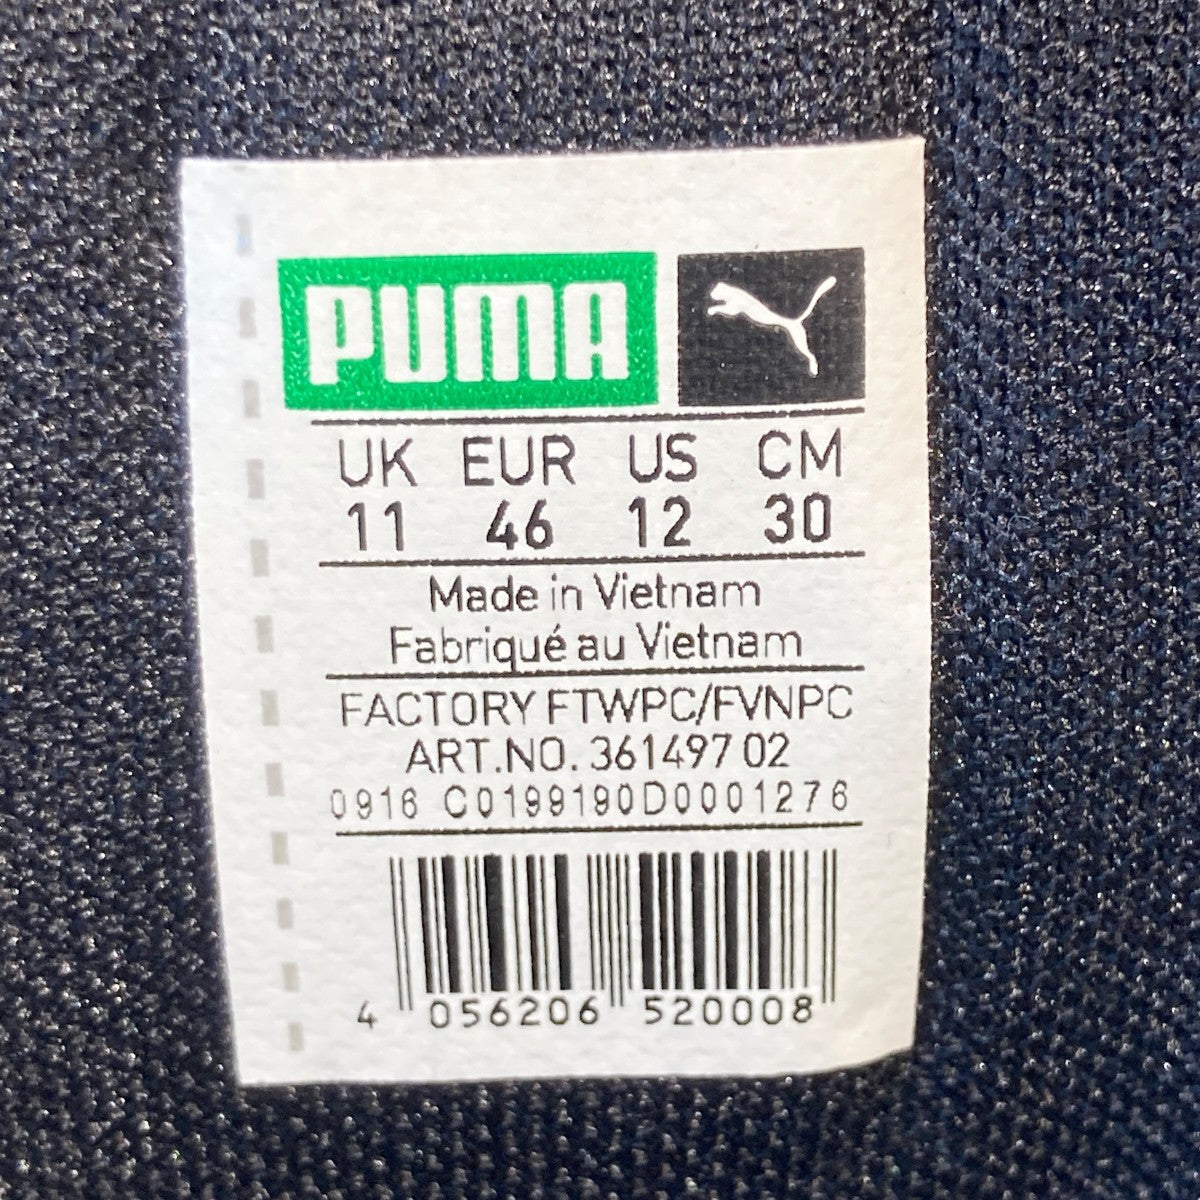 PUMA
UK EUR US CM
11 46 12 30
Made in Vietnam
Fabriqué au Vietnam
FACTORY FTWPC/FVNPC
ART.NO. 361497 02
0916 C0199190D0001276
4 056206 520008